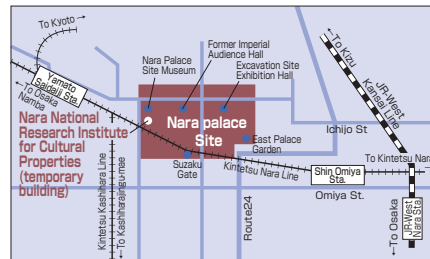 To Kyoto
Former Imperial
Audience Hall
Nara Palace
Site Museum
Excavation Site
Exhibition Hall
←To Kizu
JR-West
Kansai Line
Yamato
Saidaiji Sta.
←To Osaka
Namba
Nara National
Research Institute
for Cultural
Properties
(temporary
building)
Nara palace
Site
Ichijo St
East Palace
Garden
Suzaku
Gate
Kintetsu Nara Line
To Kintetsu Nara
Shin Omiya
Sta.
Omiya St.
Kintetsu Kashihara Line
←To Kashiharajingu-mae
Route24
←To Osaka
JR-West
Nara Sta